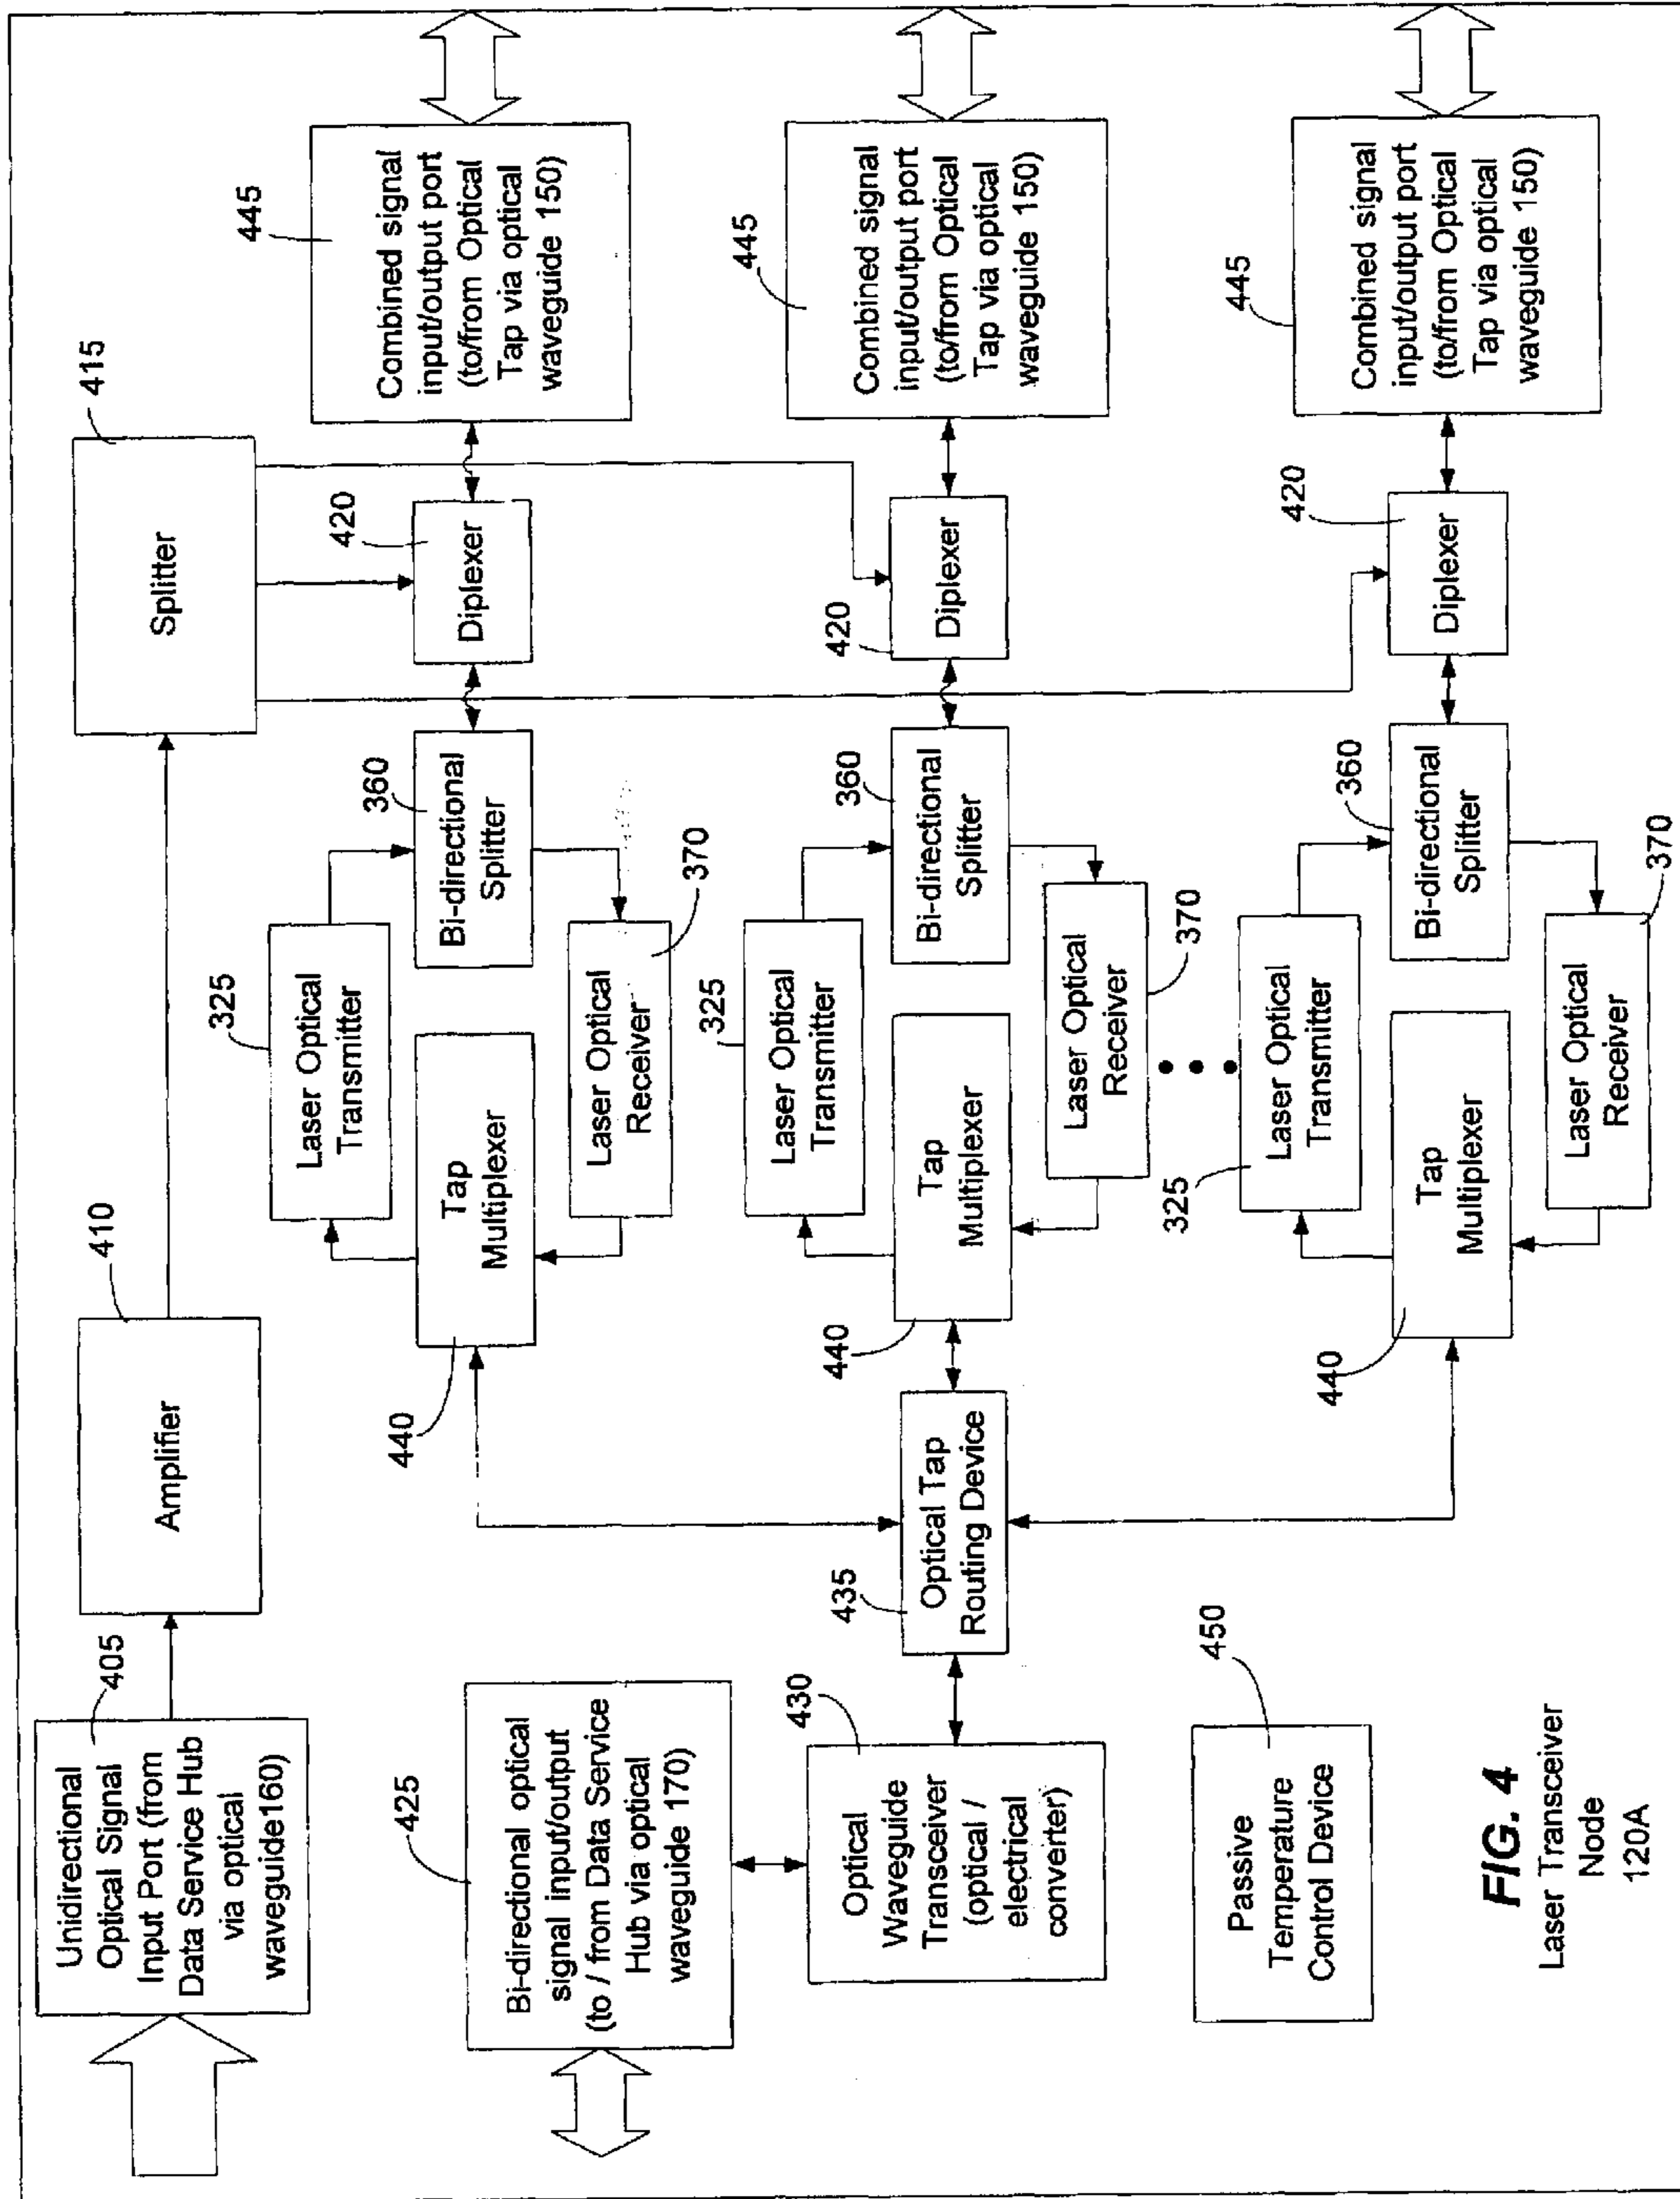 Unidirectional
Optical Signal
Input Port (from
Data Service Hub
via optical
waveguide160)
405
Amplifier
410
Splitter
415
Bi-directional optical
signal Input/output
(to / from Data Service
Hub via optical
waveguide 170)
425
Optical
Waveguide
Transceiver
(optical /
electrical
converter)
430
Optical Tap
Routing Device
435
Tap
Multiplexer
440
Laser Optical
Transmitter
325
Laser Optical
Receiver
370
Bi-directional
Splitter
360
Diplexer
420
Combined signal
input/output port
(to/from Optical
Tap via optical
waveguide 150)
445
Tap
Multiplexer
440
Laser Optical
Transmitter
325
Laser Optical
Receiver
370
Bi-directional
Splitter
360
Diplexer
420
Combined signal
input/output port
(to/from Optical
Tap via optical
waveguide 150)
445
Tap
Multiplexer
440
Laser Optical
Transmitter
325
Laser Optical
Receiver
370
Bi-directional
Splitter
360
Diplexer
420
Combined signal
input/output port
(to/from Optical
Tap via optical
waveguide 150)
445
Passive
Temperature
Control Device
450
FIG. 4
Laser Transceiver
Node
120A